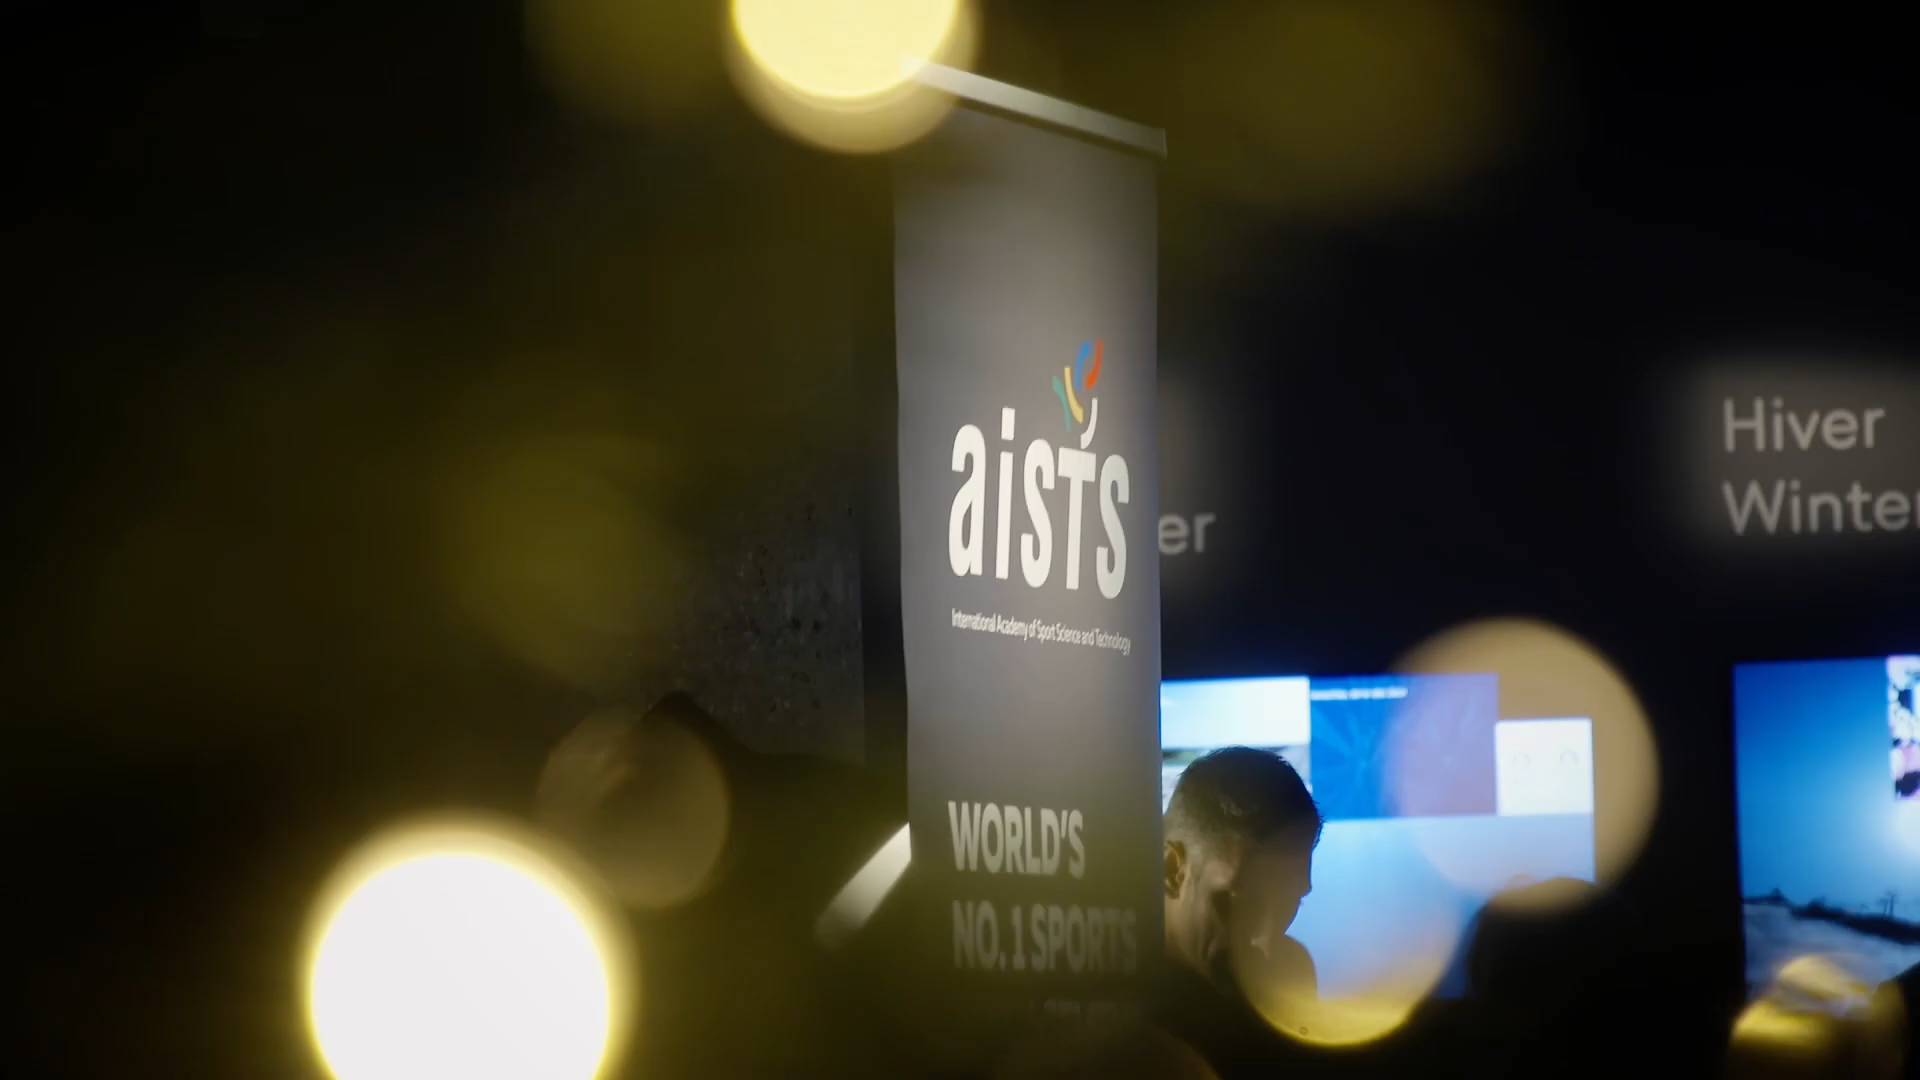 aists
International Academy of Sport Science and Technology
WORLD'S
NO. 1 SPORTS
er
Hiver
Winter